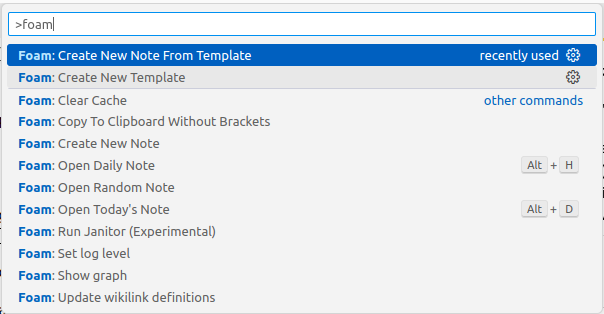 >foam
Foam: Create New Note From Template recently used
Foam: Create New Template
Foam: Clear Cache other commands
Foam: Copy To Clipboard Without Brackets
Foam: Create New Note
Foam: Open Daily Note Alt + H
Foam: Open Random Note
Foam: Open Today's Note Alt + D
Foam: Run Janitor (Experimental)
Foam: Set log level
Foam: Show graph
Foam: Update wikilink definitions